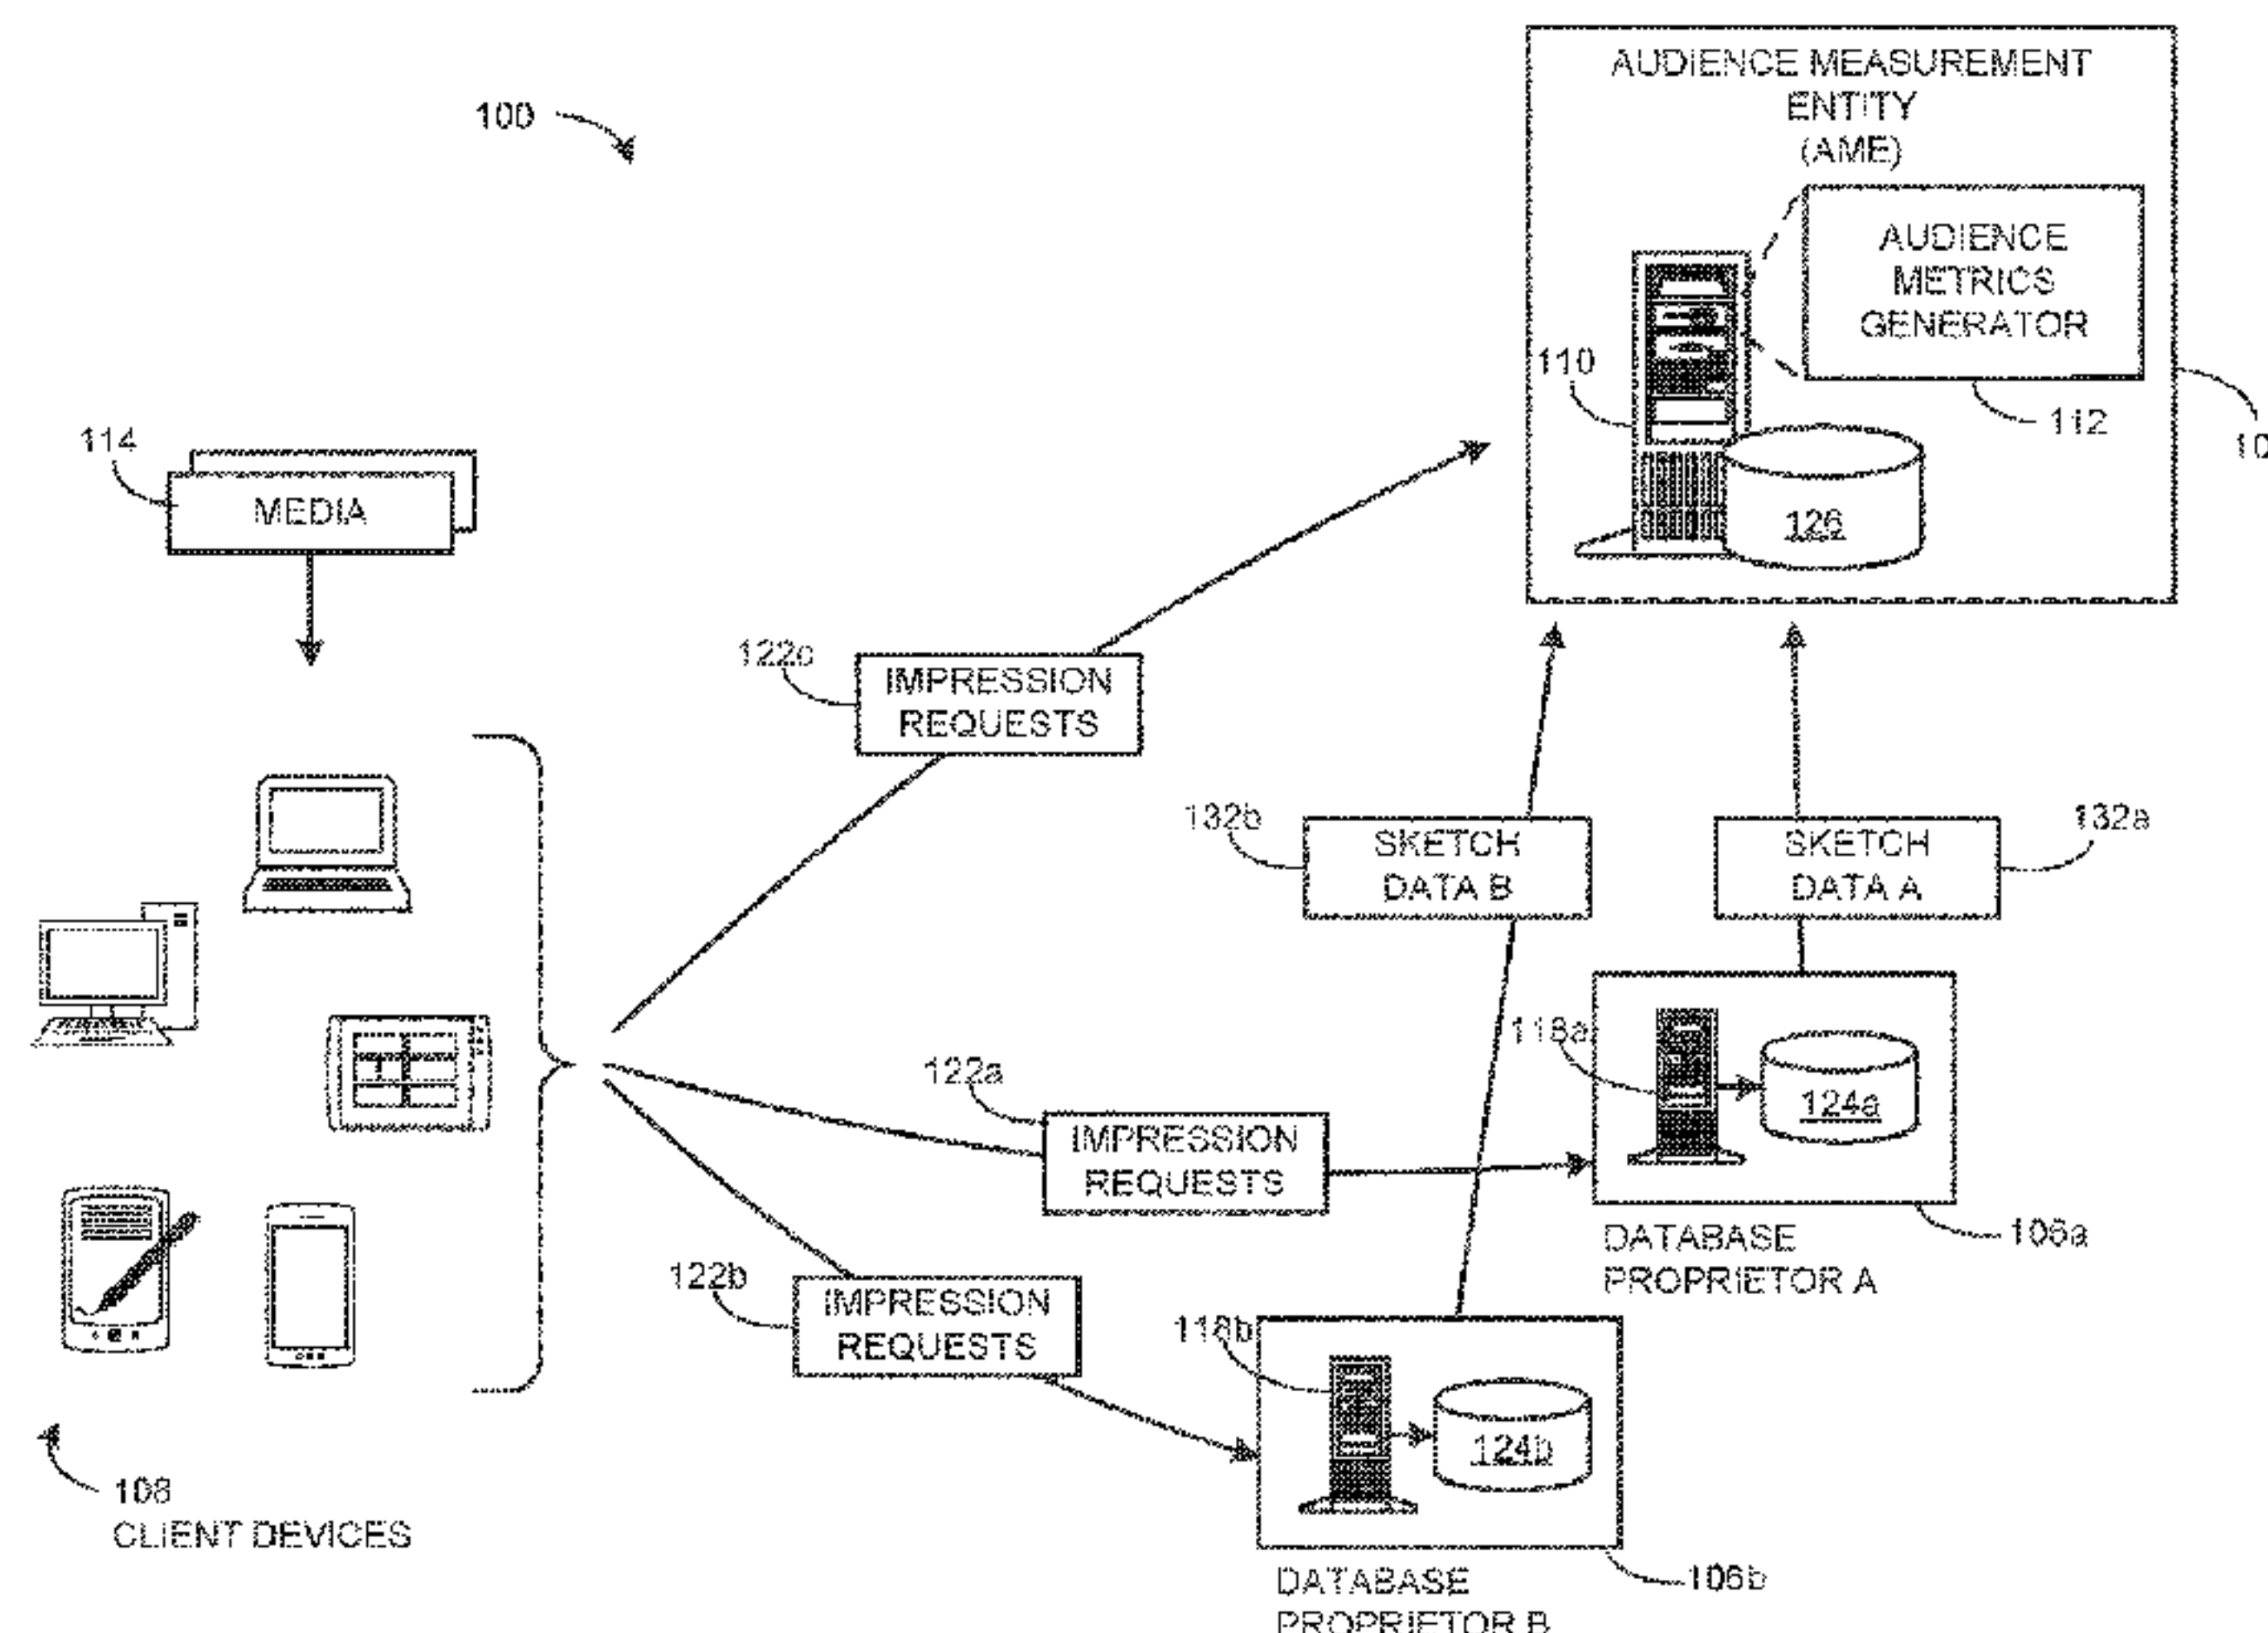 100
AUDIENCE MEASUREMENT
ENTITY
(AME)
AUDIENCE
METRICS
GENERATOR
110
112
126
114
MEDIA
122c
IMPRESSION
REQUESTS
132b
SKETCH
DATA B
132a
SKETCH
DATA A
118a
124a
122a
IMPRESSION
REQUESTS
106a
DATABASE
PROPRIETOR A
122b
IMPRESSION
REQUESTS
118b
124b
106b
DATABASE
PROPRIETOR B
108
CLIENT DEVICES